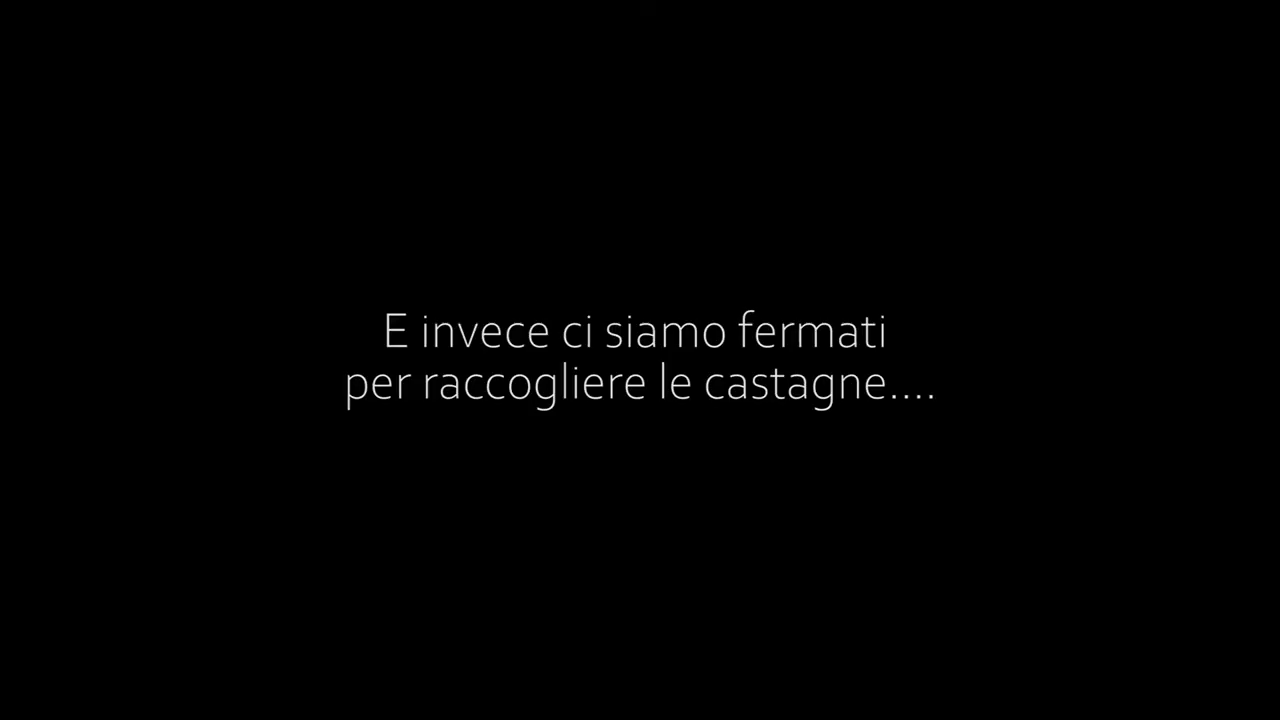 E invece ci siamo fermati
per raccogliere le castagne....